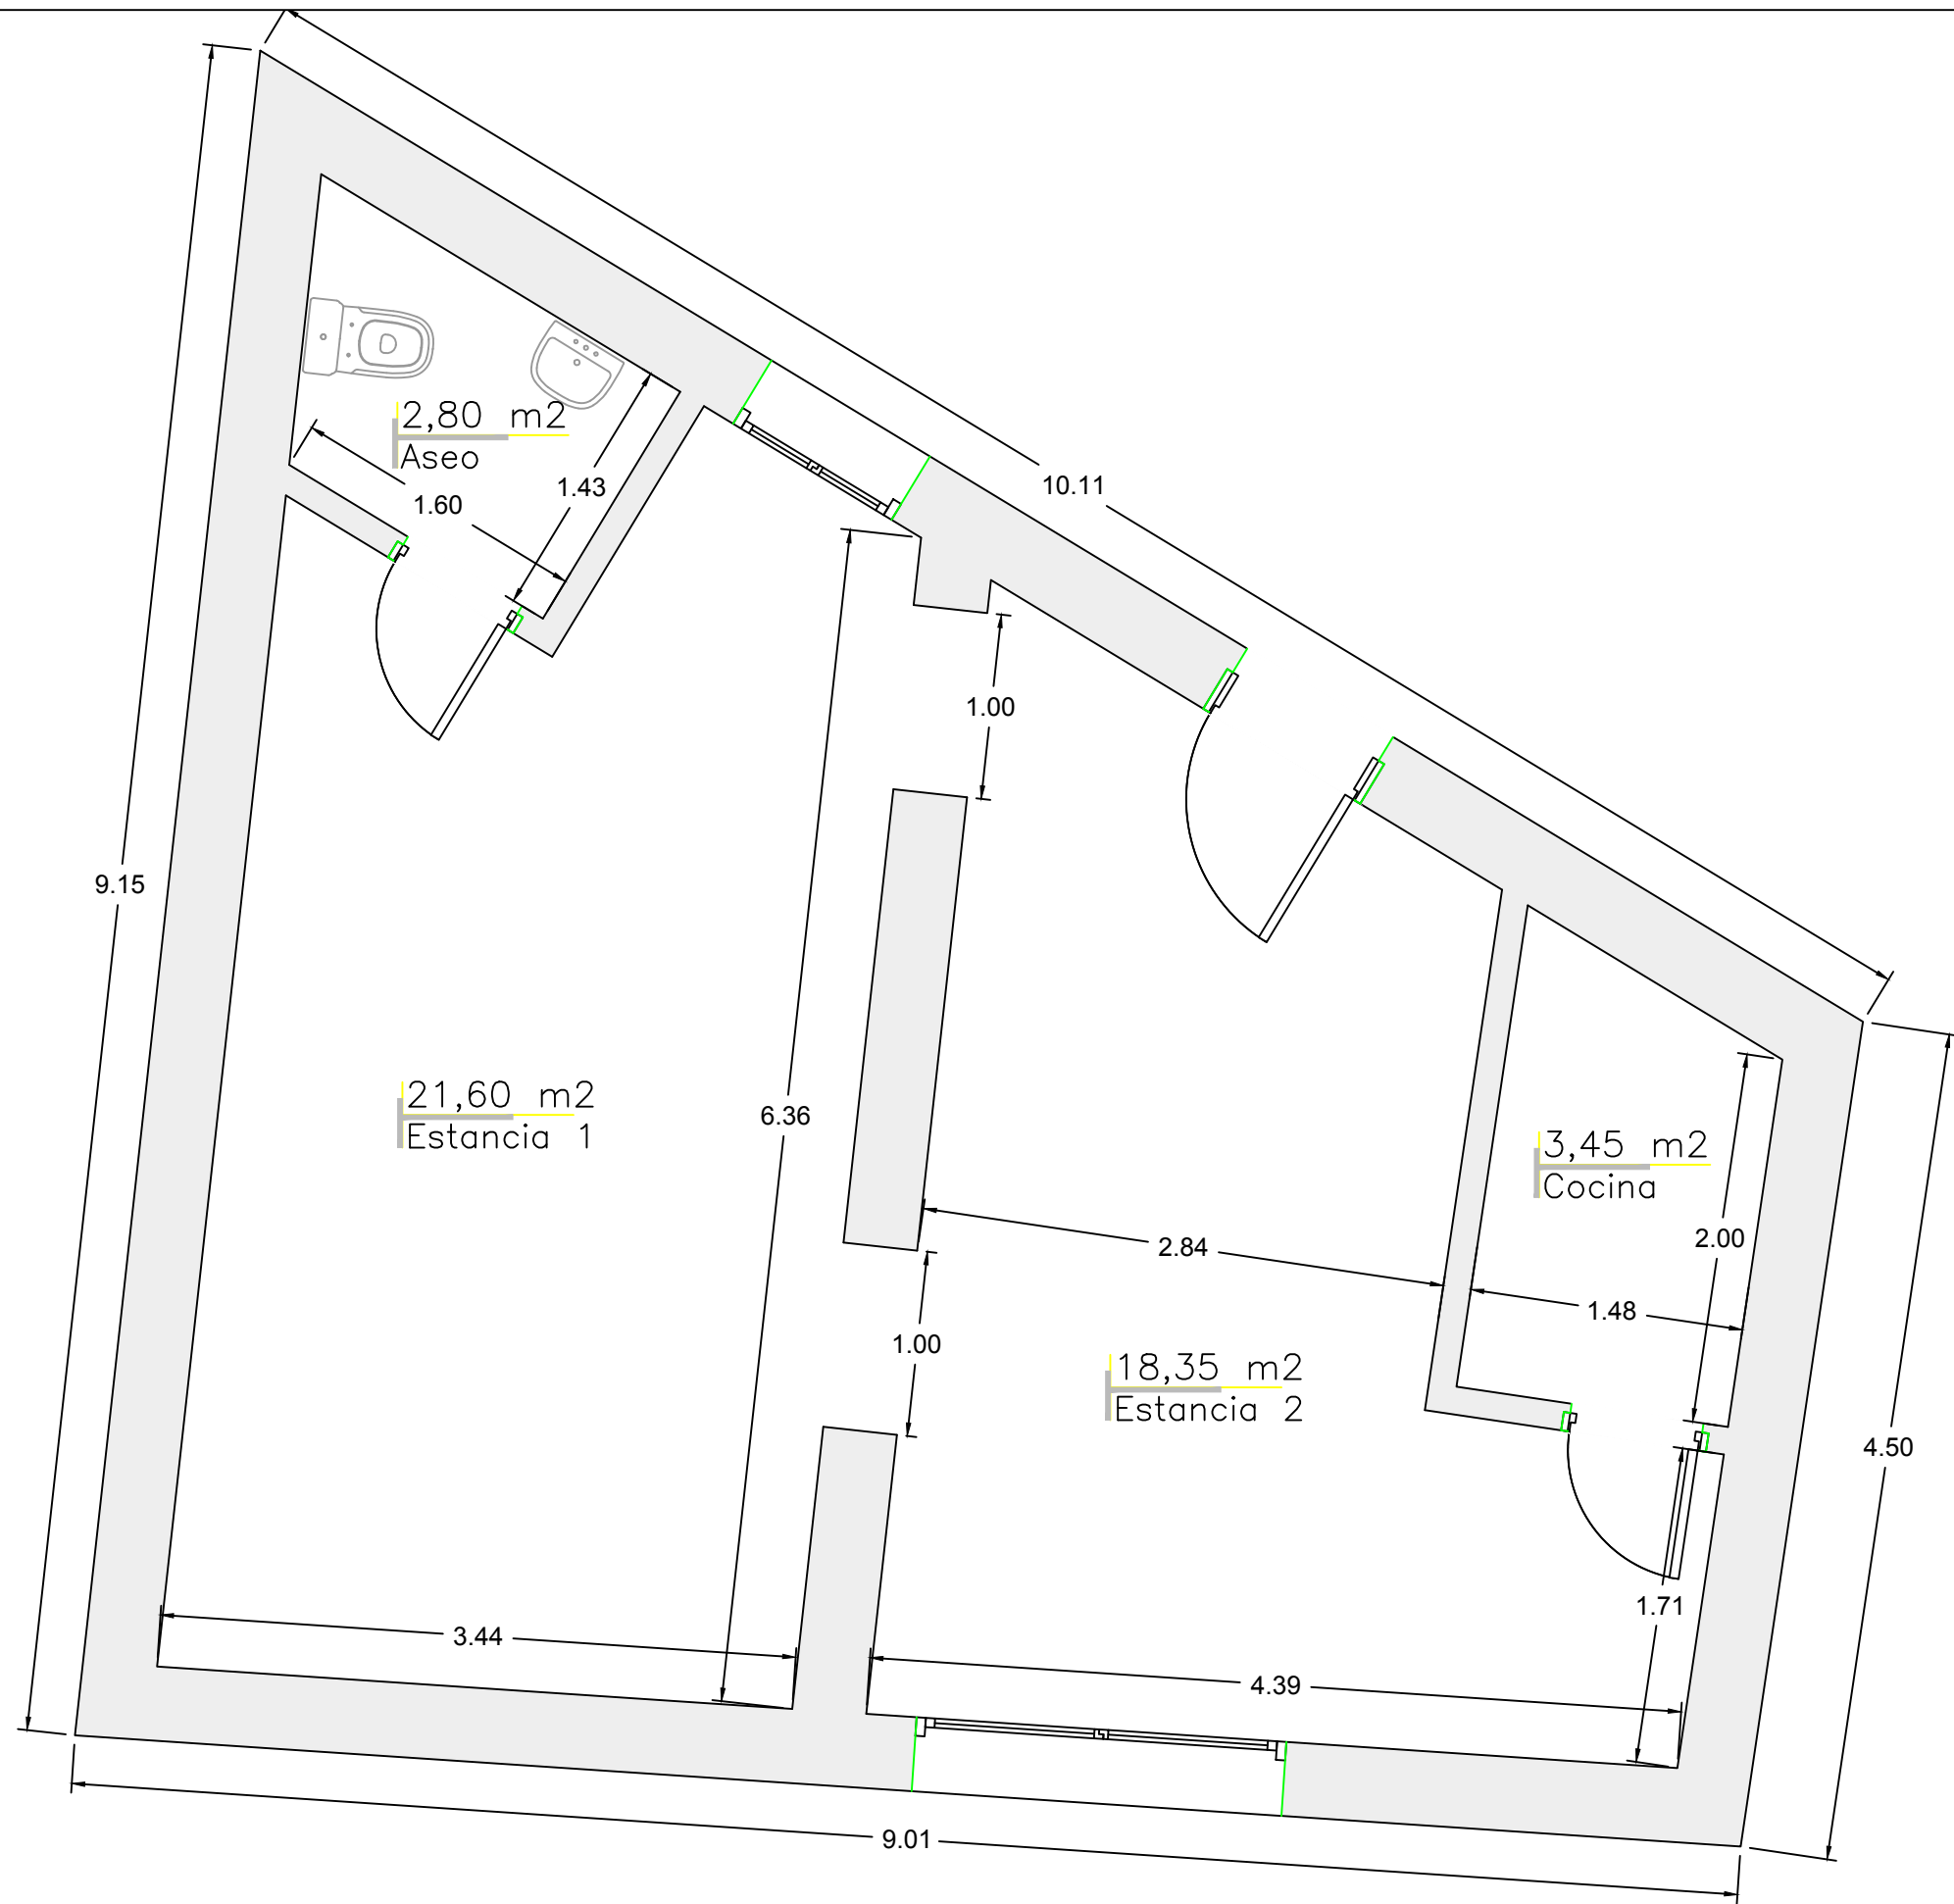 10.11
2,80 m2
Aseo
1.43
1.60
1.00
9.15
21,60 m2
Estancia 1
6.36
3,45 m2
Cocina
2.00
2.84
1.48
1.00
18,35 m2
Estancia 2
4.50
1.71
3.44
4.39
9.01